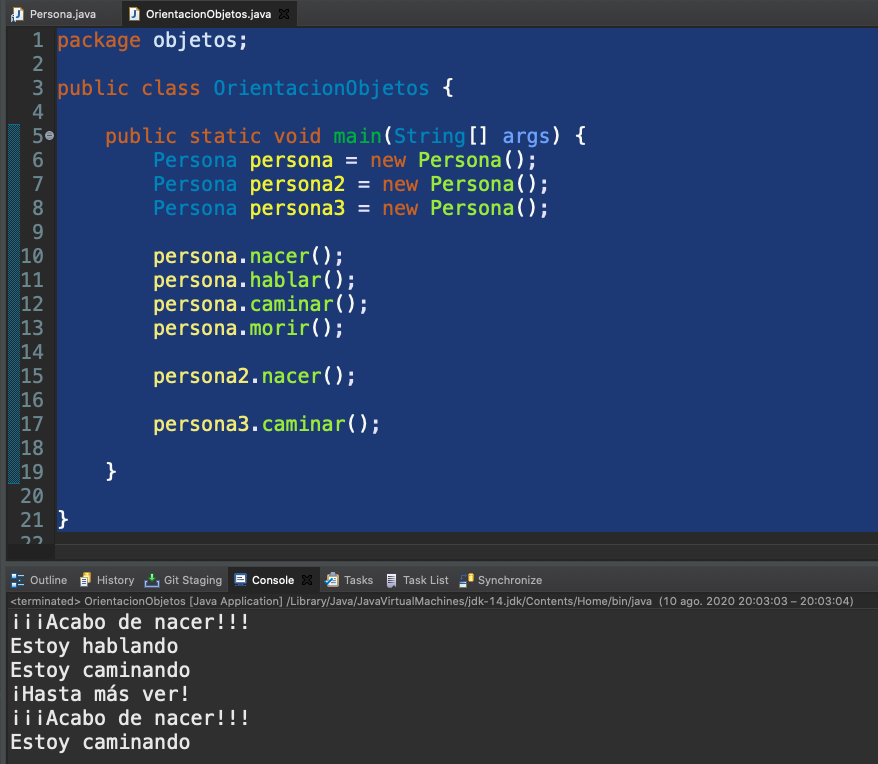 Persona.java OrientacionObjetos.java
1 package objetos;
2
3 public class OrientacionObjetos {
4
5 public static void main(String[] args) {
6 Persona persona = new Persona();
7 Persona persona2 = new Persona();
8 Persona persona3 = new Persona();
9
10 persona.nacer();
11 persona.hablar();
12 persona.caminar();
13 persona.morir();
14
15 persona2.nacer();
16
17 persona3.caminar();
18
19 }
20
21 }
22
Outline History Git Staging Console Tasks Task List Synchronize
<terminated> OrientacionObjetos [Java Application] /Library/Java/JavaVirtualMachines/jdk-14.jdk/Contents/Home/bin/java (10 ago. 2020 20:03:03 – 20:03:04)
¡¡¡Acabo de nacer!!!
Estoy hablando
Estoy caminando
¡Hasta más ver!
¡¡¡Acabo de nacer!!!
Estoy caminando